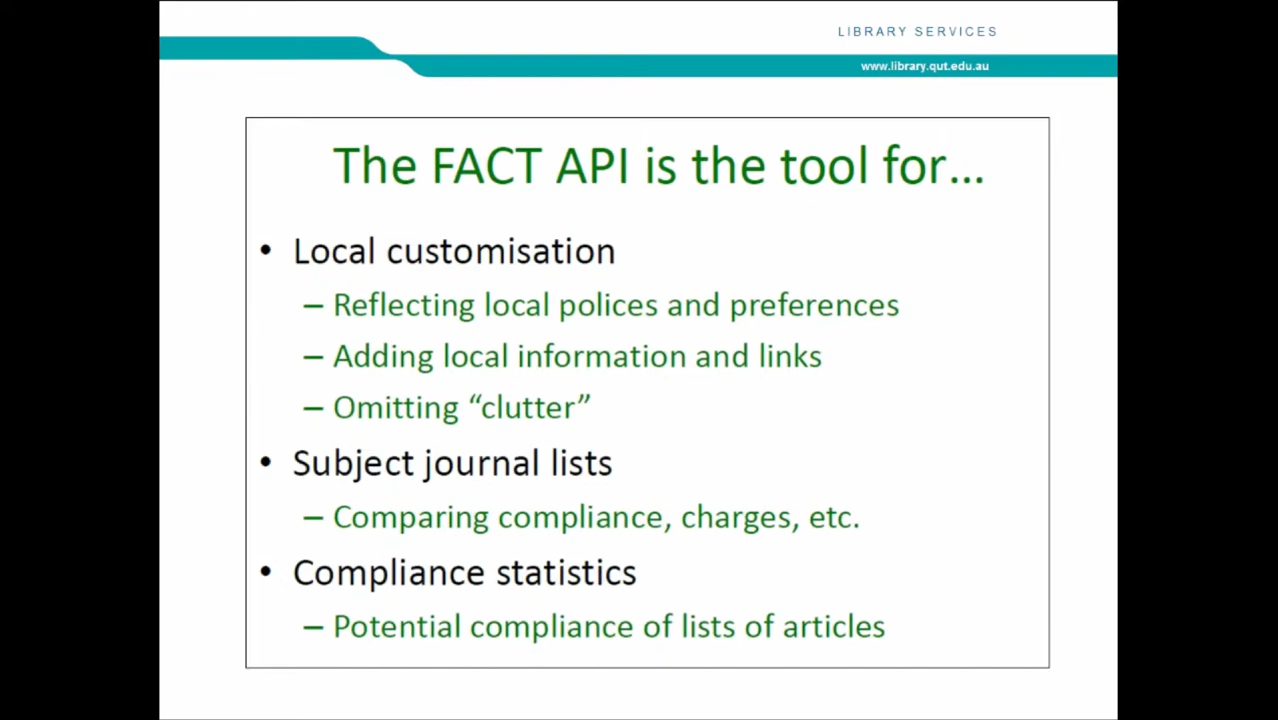 LIBRARY SERVICES
www.library.qut.edu.au
The FACT API is the tool for...
• Local customisation
– Reflecting local polices and preferences
– Adding local information and links
– Omitting “clutter”
• Subject journal lists
– Comparing compliance, charges, etc.
• Compliance statistics
– Potential compliance of lists of articles